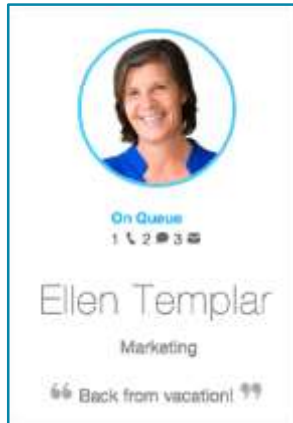 On Queue
1 2 3
Ellen Templar
Marketing
“ Back from vacation! ”